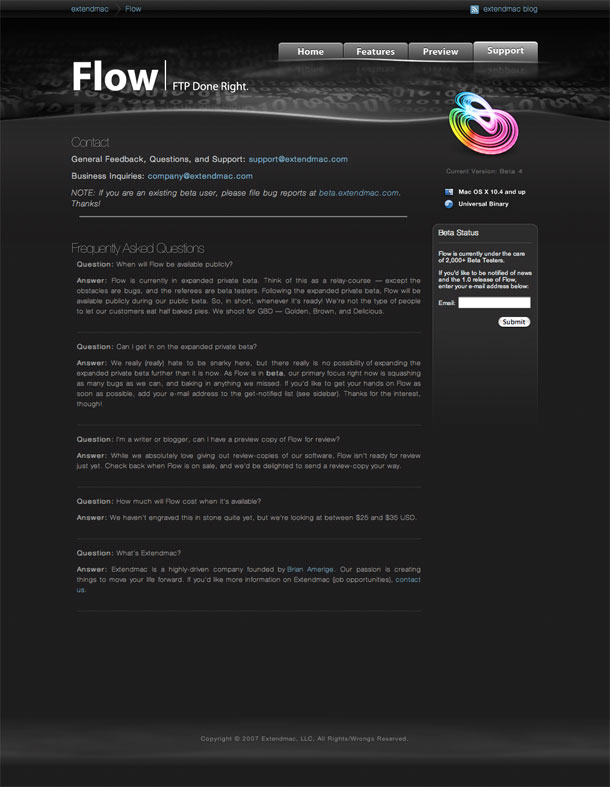 extendmac Flow extendmac blog
Home Features Preview Support
Flow FTP Done Right.
Contact
General Feedback, Questions, and Support: support@extendmac.com
Business Inquiries: company@extendmac.com
NOTE: If you are an existing beta user, please file bug reports at beta.extendmac.com.
Thanks!
Frequently Asked Questions
Question: When will Flow be available publicly?
Answer: Flow is currently in expanded private beta. Think of this as a relay-course — except the
obstacles are bugs, and the referees are beta testers. Following the expanded private beta, Flow will be
available publicly during our public beta. So, in short, whenever it's ready! We're not the type of people
to let our customers eat half baked pies. We shoot for GBD — Golden, Brown, and Delicious.
Question: Can I get in on the expanded private beta?
Answer: We really (really) hate to be snarky here, but there really is no possibility of expanding the
expanded private beta further than it is now. As Flow is in beta, our primary focus right now is squashing
as many bugs as we can, and baking in anything we missed. If you'd like to get your hands on Flow as
soon as possible, add your e-mail address to the get-notified list (see sidebar). Thanks for the interest,
though!
Question: I'm a writer or blogger, can I have a preview copy of Flow for review?
Answer: While we absolutely love giving out review-copies of our software, Flow isn't ready for review
just yet. Check back when Flow is on sale, and we'd be delighted to send a review-copy your way.
Question: How much will Flow cost when it's available?
Answer: We haven't engraved this in stone quite yet, but we're looking at between $25 and $35 USD.
Question: What's Extendmac?
Answer: Extendmac is a highly-driven company founded by Brian Amerige. Our passion is creating
things to move your life forward. If you'd like more information on Extendmac (job opportunities), contact
us.
Current Version: Beta 4
Mac OS X 10.4 and up
Universal Binary
Beta Status
Flow is currently under the care
of 2,000+ Beta Testers.
If you'd like to be notified of news
and the 1.0 release of Flow,
enter your e-mail address below:
Email:
Submit
Copyright © 2007 Extendmac, LLC, All Rights/Wrongs Reserved.